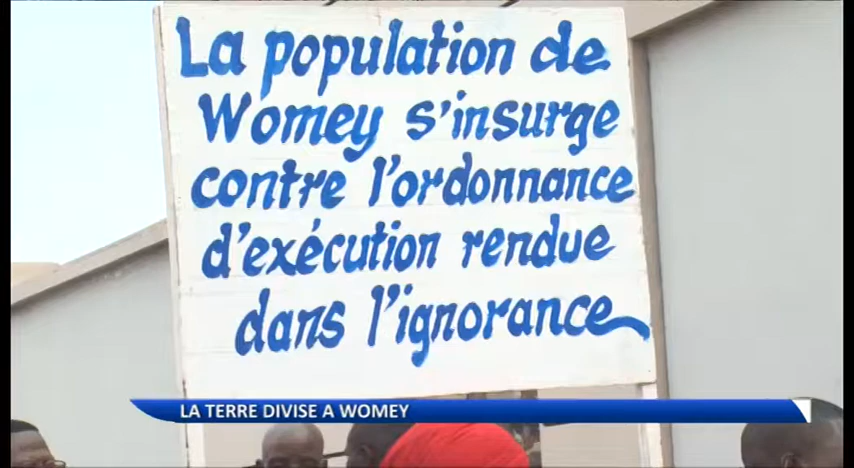 La population de
Womey s'insurge
contre l'ordonnance
d'exécution rendue
dans l'ignorance
LA TERRE DIVISE A WOMEY